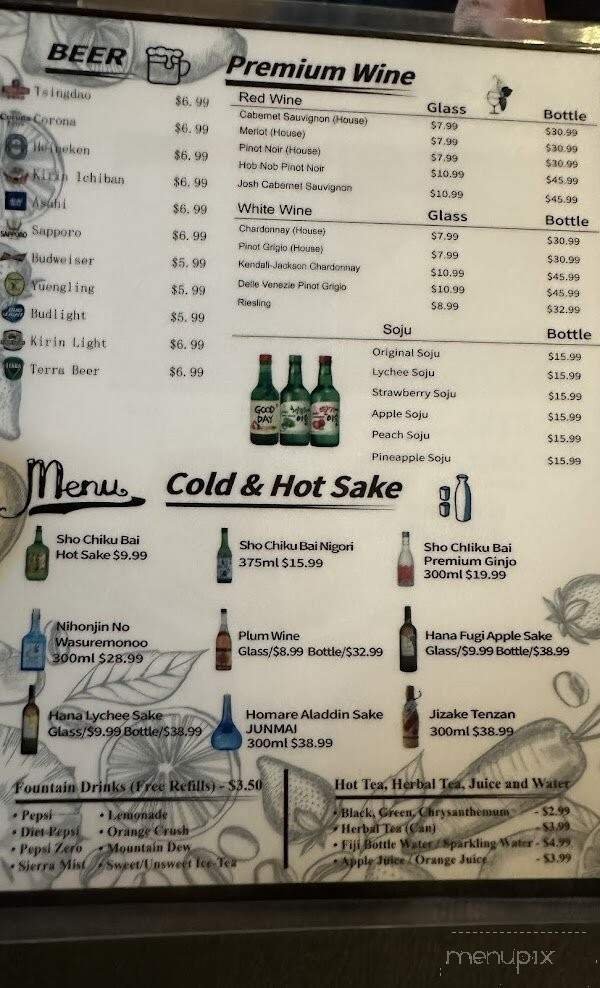 BEER
Tsingdao $6.99
Corona $6.99
Heineken $6.99
Kirin Ichiban $6.99
Asahi $6.99
SAPPORO Sapporo $6.99
Budweiser $5.99
Yuengling $5.99
Budlight $5.99
Kirin Light $6.99
TERRA Terra Beer $6.99
Premium Wine
Red Wine Glass Bottle
Cabernet Sauvignon (House) $7.99 $30.99
Merlot (House) $7.99 $30.99
Pinot Noir (House) $7.99 $30.99
Hob Nob Pinot Noir $10.99 $45.99
Josh Cabernet Sauvignon $10.99 $45.99
White Wine Glass Bottle
Chardonnay (House) $7.99 $30.99
Pinot Grigio (House) $7.99 $30.99
Kendall-Jackson Chardonnay $10.99 $45.99
Delle Venezie Pinot Grigio $10.99 $45.99
Riesling $8.99 $32.99
Soju Bottle
Original Soju $15.99
Lychee Soju $15.99
Strawberry Soju $15.99
Apple Soju $15.99
Peach Soju $15.99
Pineapple Soju $15.99
GOOD
DAY
Menu
Cold & Hot Sake
Sho Chiku Bai
Hot Sake $9.99
Sho Chiku Bai Nigori
375ml $15.99
Sho Chliku Bai
Premium Ginjo
300ml $19.99
Nihonjin No
Wasuremonoo
300ml $28.99
Plum Wine
Glass/$8.99 Bottle/$32.99
Hana Fugi Apple Sake
Glass/$9.99 Bottle/$38.99
Hana Lychee Sake
Glass/$9.99 Bottle/$38.99
Homare Aladdin Sake
JUNMAI
300ml $38.99
Jizake Tenzan
300ml $38.99
Fountain Drinks (Free Refills) - $3.50
• Pepsi • Lemonade
• Diet Pepsi • Orange Crush
• Pepsi Zero • Mountain Dew
• Sierra Mist • Sweet/Unsweet Ice-Tea
Hot Tea, Herbal Tea, Juice and Water
• Black, Green, Chrysanthemum - $2.99
• Herbal Tea (Can) - $3.99
• Fiji Bottle Water / Sparkling Water - $4.99
• Apple Juice / Orange Juice - $3.99
menupix